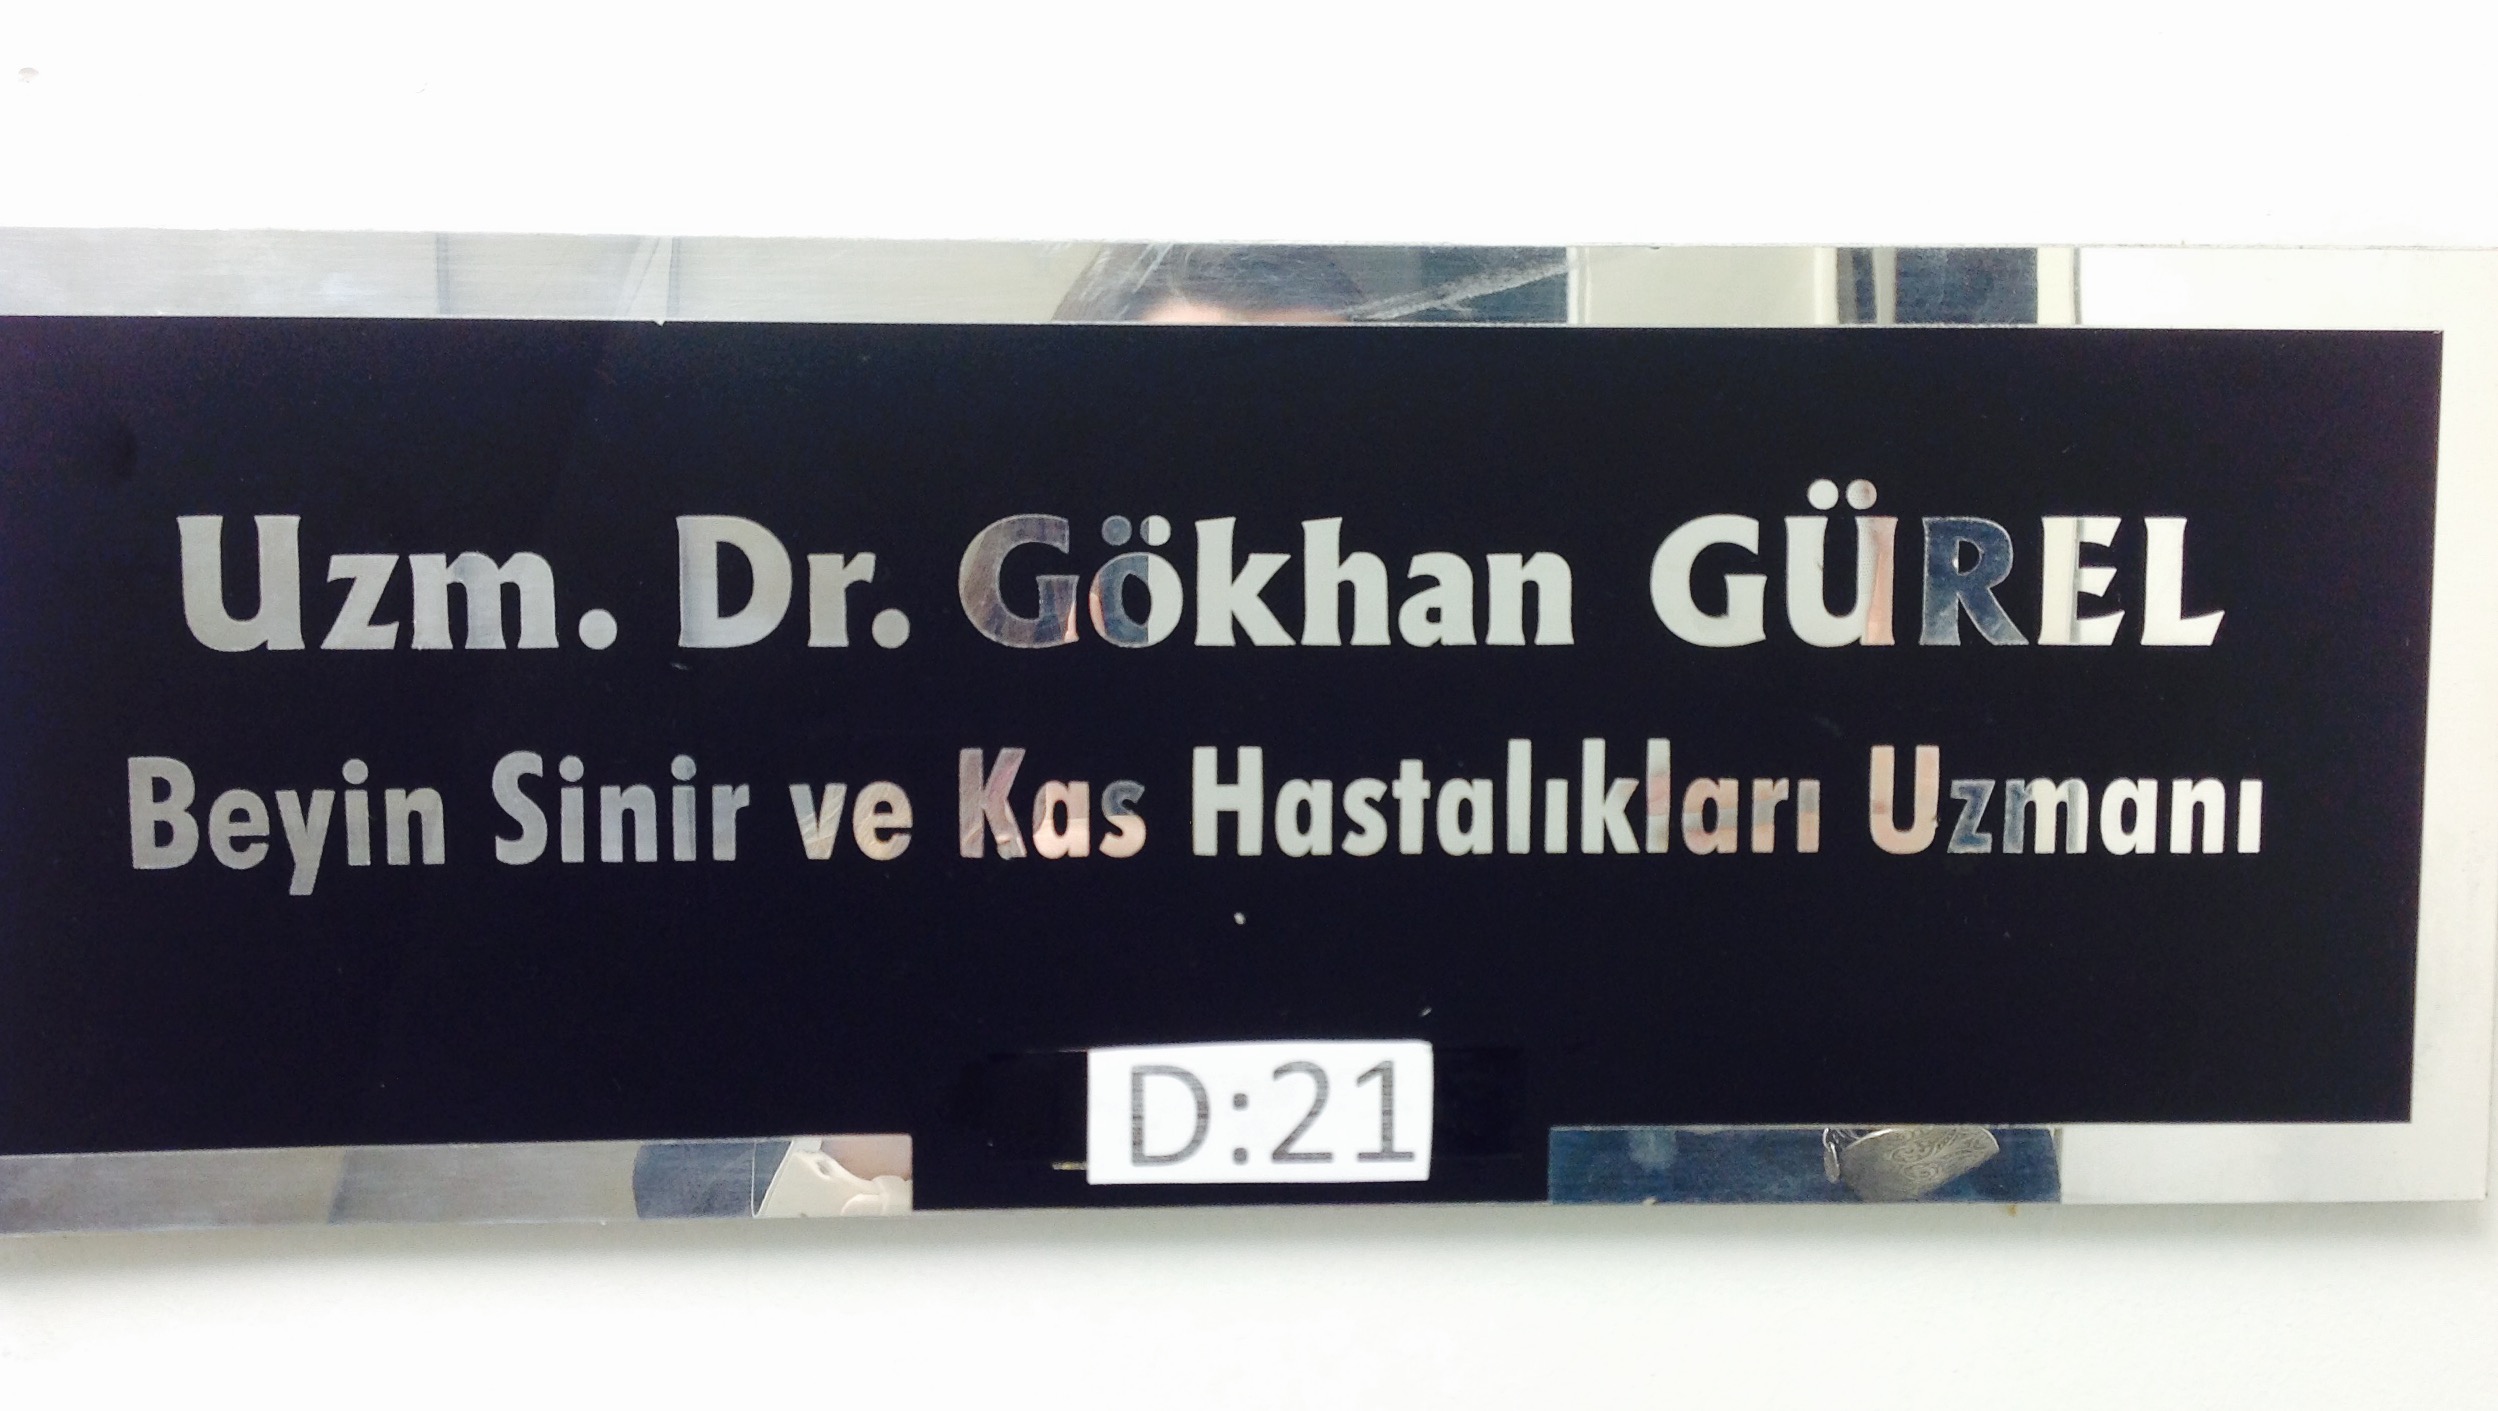 Uzm. Dr. Gökhan GÜREL
Beyin Sinir ve Kas Hastalıkları Uzmanı
D:21